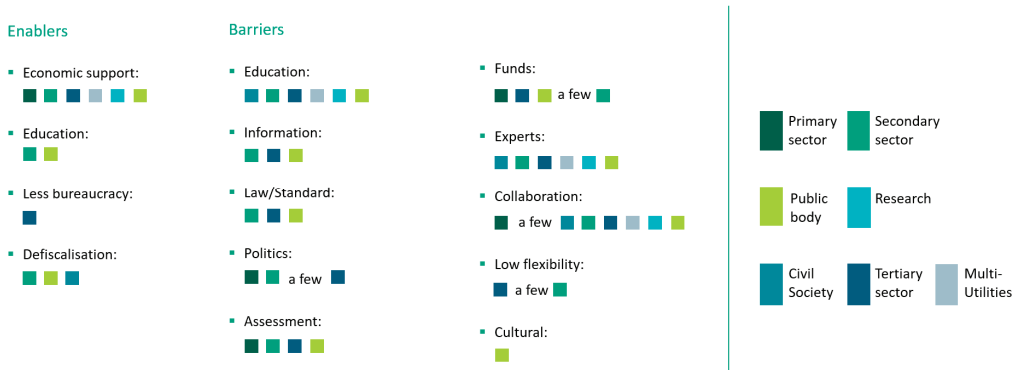 Enablers
Economic support:
Education:
Less bureaucracy:
Defiscalisation:
Barriers
Education:
Information:
Law/Standard:
Politics:
a few
Assessment:
Funds:
a few
Experts:
Collaboration:
a few
Low flexibility:
a few
Cultural:
Primary
sector
Secondary
sector
Public
body
Research
Civil
Society
Tertiary
sector
Multi-
Utilities